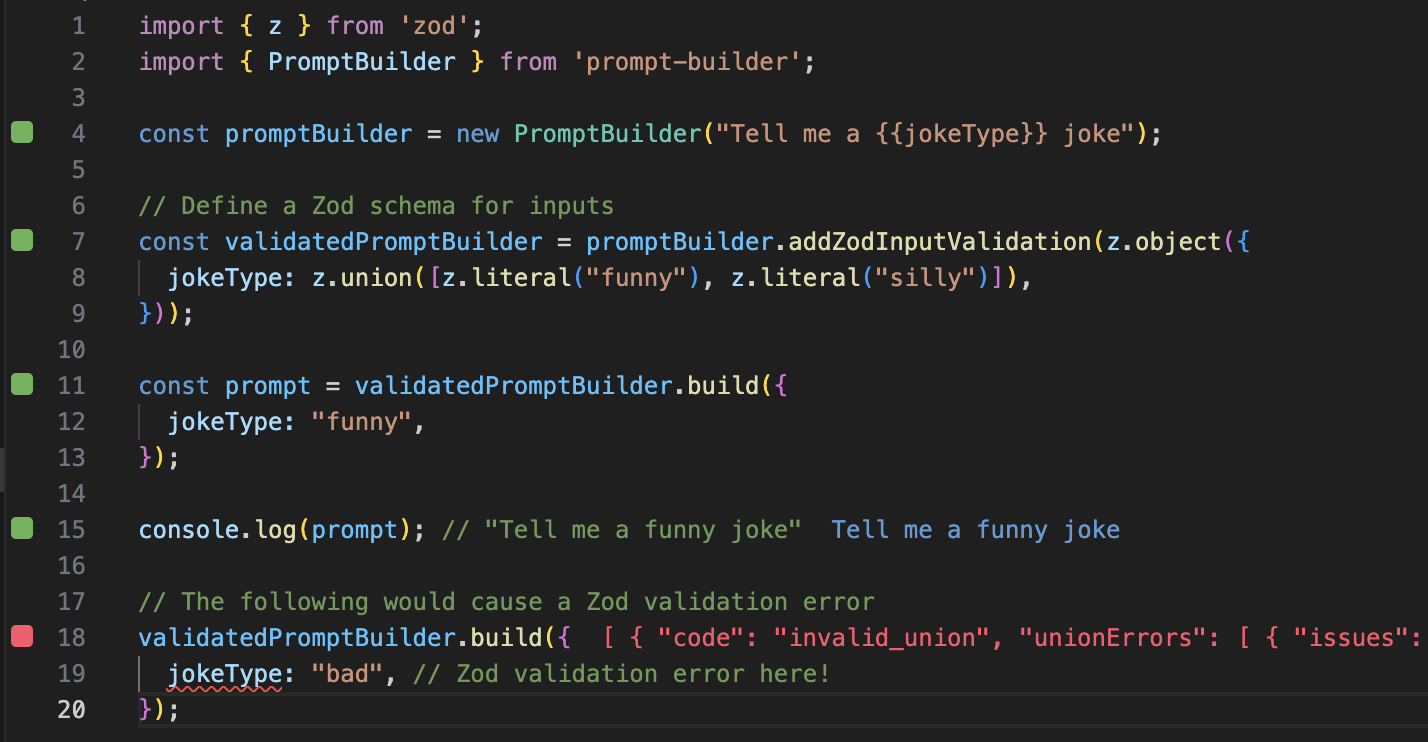 1 import { z } from 'zod';
2 import { PromptBuilder } from 'prompt-builder';
3
4 const promptBuilder = new PromptBuilder("Tell me a {{jokeType}} joke");
5
6 // Define a Zod schema for inputs
7 const validatedPromptBuilder = promptBuilder.addZodInputValidation(z.object({
8   jokeType: z.union([z.literal("funny"), z.literal("silly")]),
9 }));
10
11 const prompt = validatedPromptBuilder.build({
12   jokeType: "funny",
13 });
14
15 console.log(prompt); // "Tell me a funny joke"  Tell me a funny joke
16
17 // The following would cause a Zod validation error
18 validatedPromptBuilder.build({  [ { "code": "invalid_union", "unionErrors": [ { "issues":
19   jokeType: "bad", // Zod validation error here!
20 });